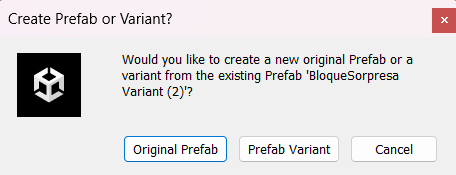 Create Prefab or Variant?
Would you like to create a new original Prefab or a
variant from the existing Prefab 'BloqueSorpresa
Variant (2)'?
Original Prefab
Prefab Variant
Cancel